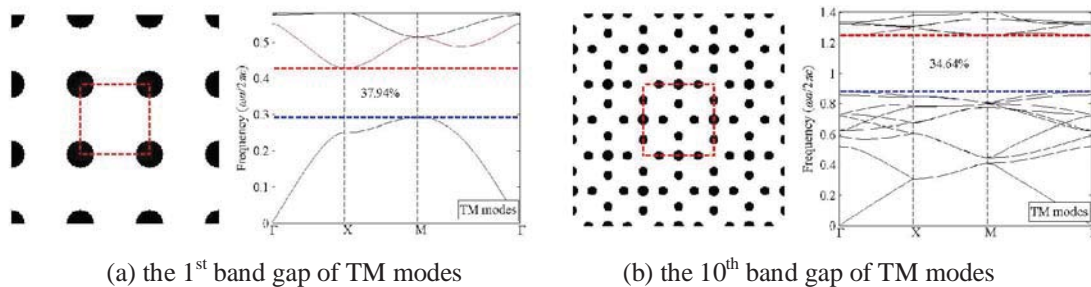 0.5
0.4
0.3
0.2
0.1
0
Frequency (ωa/2πc)
37.94%
TM modes
Γ
X
M
Γ
1.4
1.2
1
0.8
0.6
0.4
0.2
0
Frequency (ωa/2πc)
34.64%
TM modes
Γ
X
M
(a) the 1st band gap of TM modes
(b) the 10th band gap of TM modes